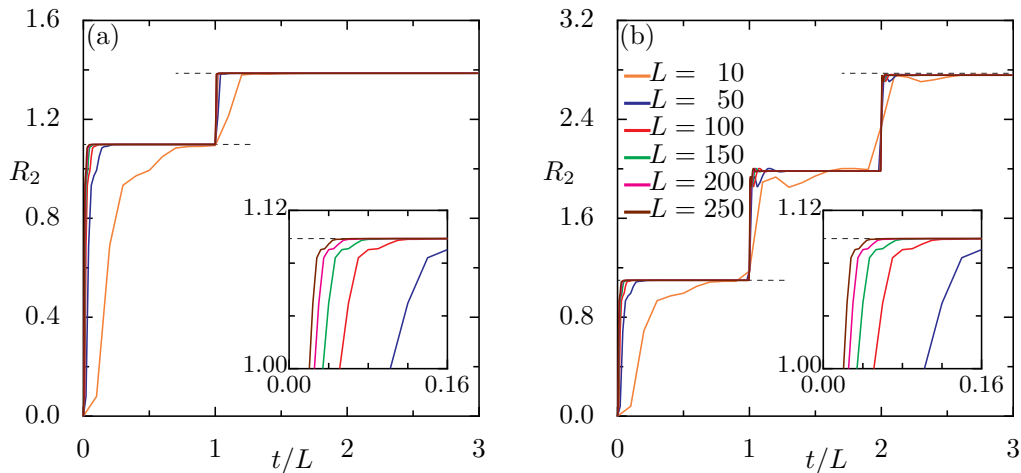 (a)
R2
1.6
1.2
0.8
0.4
0.0
0
1
2
3
t/L
1.12
1.00
0.00
0.16
(b)
R2
3.2
2.4
1.6
0.8
0.0
0
1
2
3
t/L
L = 10
L = 50
L = 100
L = 150
L = 200
L = 250
1.12
1.00
0.00
0.16